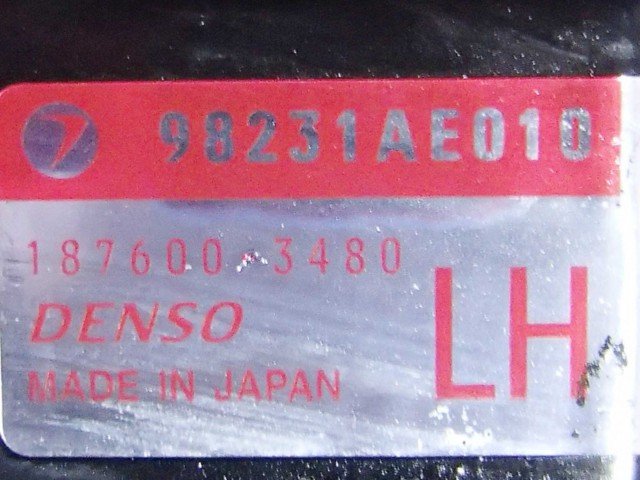 98231AE010
187600-3480
DENSO
LH
MADE IN JAPAN